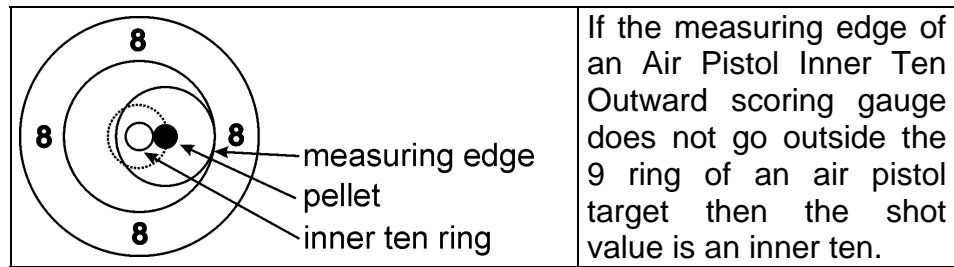 8
8
8
8
measuring edge
pellet
inner ten ring
If the measuring edge of
an Air Pistol Inner Ten
Outward scoring gauge
does not go outside the
9 ring of an air pistol
target then the shot
value is an inner ten.